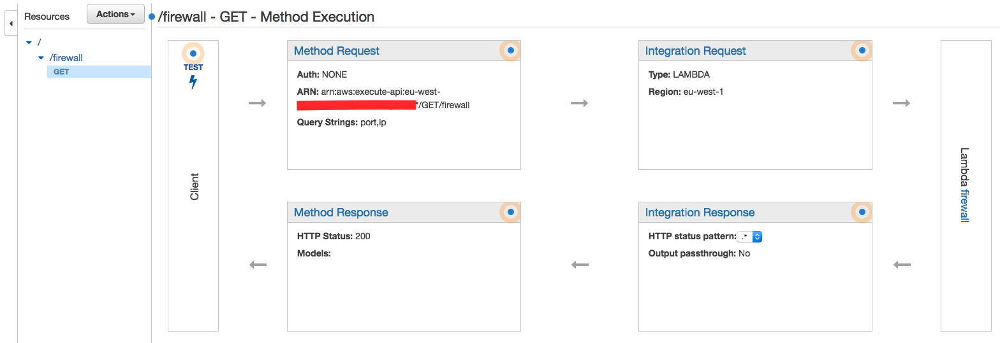 Resources
Actions
/firewall - GET - Method Execution
/
/firewall
GET
TEST
Client
Method Request
Auth: NONE
ARN: arn:aws:execute-api:eu-west-
*/GET/firewall
Query Strings: port,ip
Integration Request
Type: LAMBDA
Region: eu-west-1
Lambda firewall
Method Response
HTTP Status: 200
Models:
Integration Response
HTTP status pattern: .*
Output passthrough: No